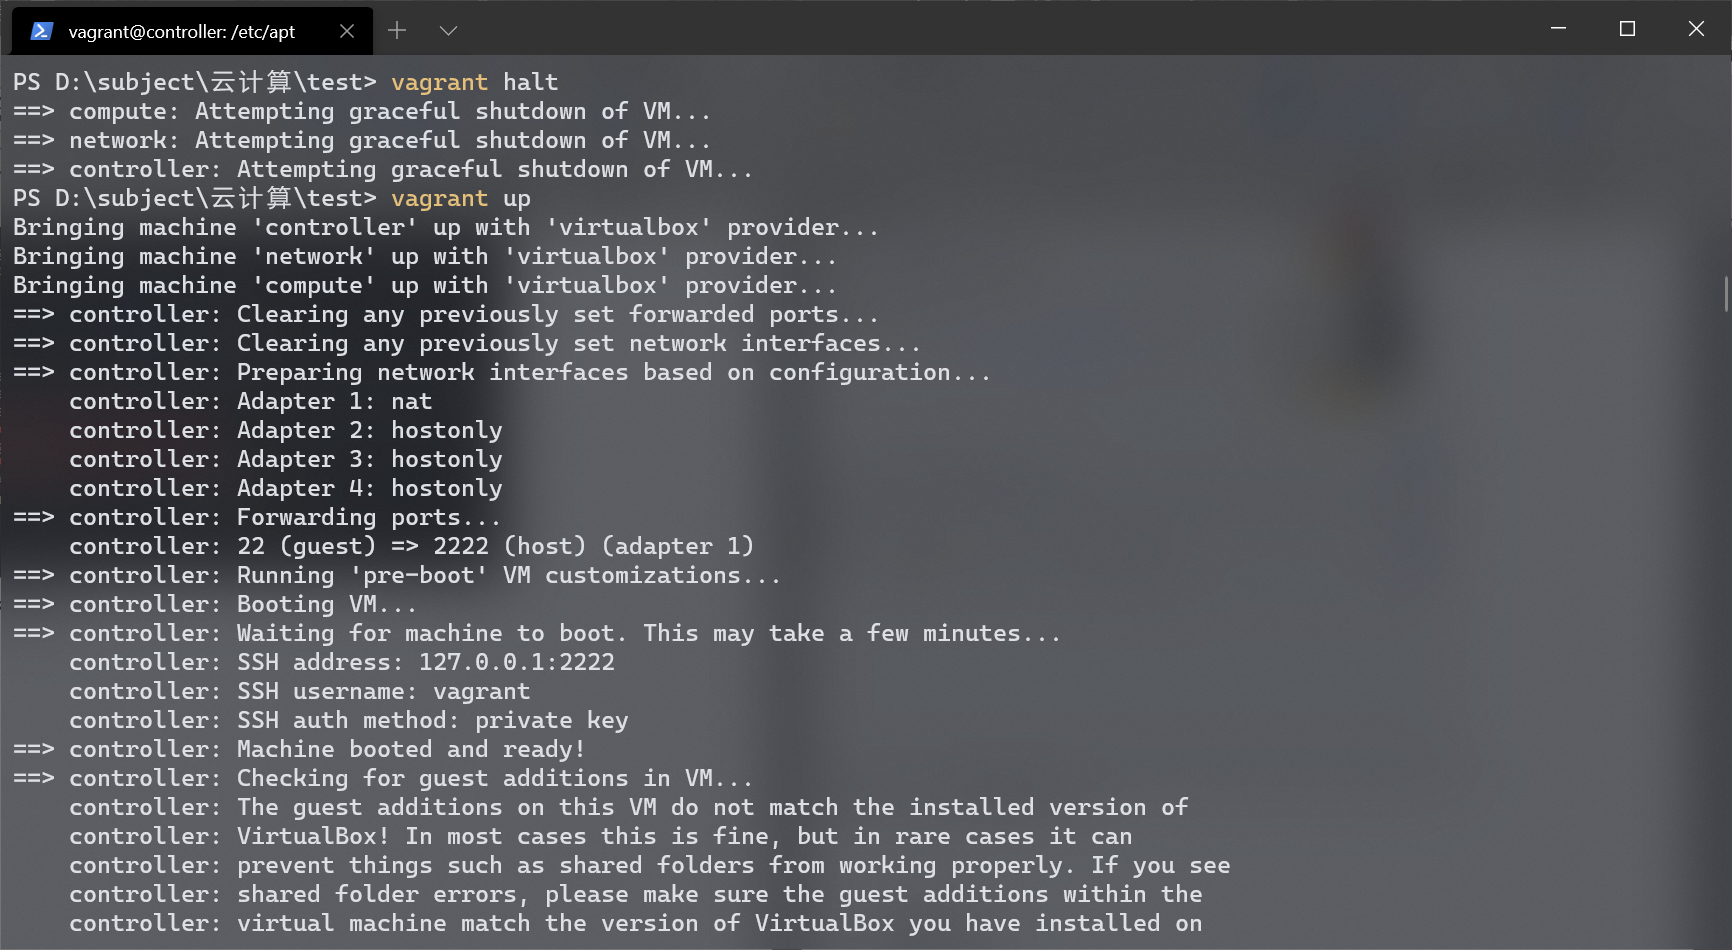 vagrant@controller: /etc/apt
PS D:\subject\云计算\test> vagrant halt
==> compute: Attempting graceful shutdown of VM...
==> network: Attempting graceful shutdown of VM...
==> controller: Attempting graceful shutdown of VM...
PS D:\subject\云计算\test> vagrant up
Bringing machine 'controller' up with 'virtualbox' provider...
Bringing machine 'network' up with 'virtualbox' provider...
Bringing machine 'compute' up with 'virtualbox' provider...
==> controller: Clearing any previously set forwarded ports...
==> controller: Clearing any previously set network interfaces...
==> controller: Preparing network interfaces based on configuration...
    controller: Adapter 1: nat
    controller: Adapter 2: hostonly
    controller: Adapter 3: hostonly
    controller: Adapter 4: hostonly
==> controller: Forwarding ports...
    controller: 22 (guest) => 2222 (host) (adapter 1)
==> controller: Running 'pre-boot' VM customizations...
==> controller: Booting VM...
==> controller: Waiting for machine to boot. This may take a few minutes...
    controller: SSH address: 127.0.0.1:2222
    controller: SSH username: vagrant
    controller: SSH auth method: private key
==> controller: Machine booted and ready!
==> controller: Checking for guest additions in VM...
    controller: The guest additions on this VM do not match the installed version of
    controller: VirtualBox! In most cases this is fine, but in rare cases it can
    controller: prevent things such as shared folders from working properly. If you see
    controller: shared folder errors, please make sure the guest additions within the
    controller: virtual machine match the version of VirtualBox you have installed on